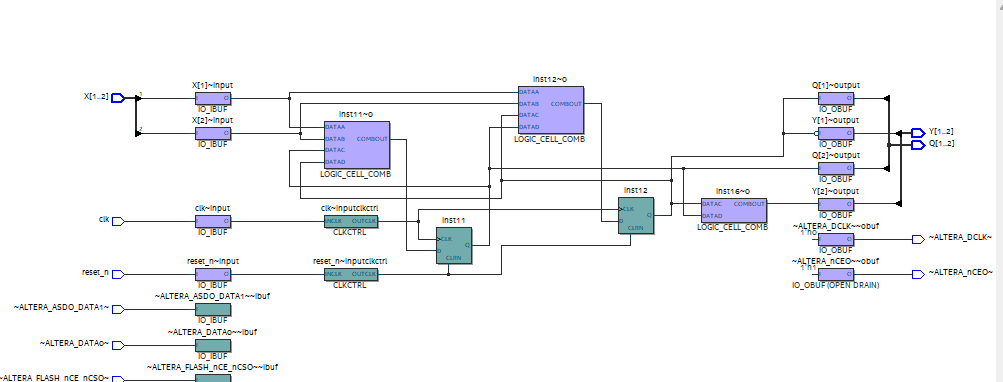 inst12~0
X[1]~input
Q[1]~output
X[1..2]
1
DATAA
DATAB
DATAC
DATAD
COMBOUT
LOGIC_CELL_COMB
I
O
IO_IBUF
I
O
IO_OBUF
X[2]~input
inst11~0
Y[1]~output
2
I
O
IO_IBUF
DATAA
DATAB
DATAC
DATAD
COMBOUT
LOGIC_CELL_COMB
O
IO_OBUF
Y[1..2]
Q[1..2]
Q[2]~output
I
O
IO_OBUF
inst12
inst16~0
Y[2]~output
CLK
D
Q
CLRN
DATAC
DATAD
COMBOUT
LOGIC_CELL_COMB
I
O
IO_OBUF
clk
clk~input
I
O
IO_IBUF
clk~inputclkctrl
INCLK
OUTCLK
CLKCTRL
inst11
CLK
D
Q
CLRN
~ALTERA_DCLK~~obuf
1'h0
I
O
IO_OBUF
~ALTERA_DCLK~
reset_n
reset_n~input
I
O
IO_IBUF
reset_n~inputclkctrl
INCLK
OUTCLK
CLKCTRL
~ALTERA_nCEO~~obuf
1'h1
I
O
IO_OBUF (OPEN DRAIN)
~ALTERA_nCEO~
~ALTERA_ASDO_DATA1~
~ALTERA_ASDO_DATA1~~ibuf
IO_IBUF
~ALTERA_DATA0~
~ALTERA_DATA0~~ibuf
IO_IBUF
~ALTERA_FLASH_nCE_nCSO~
~ALTERA_FLASH_nCE_nCSO~~ibuf